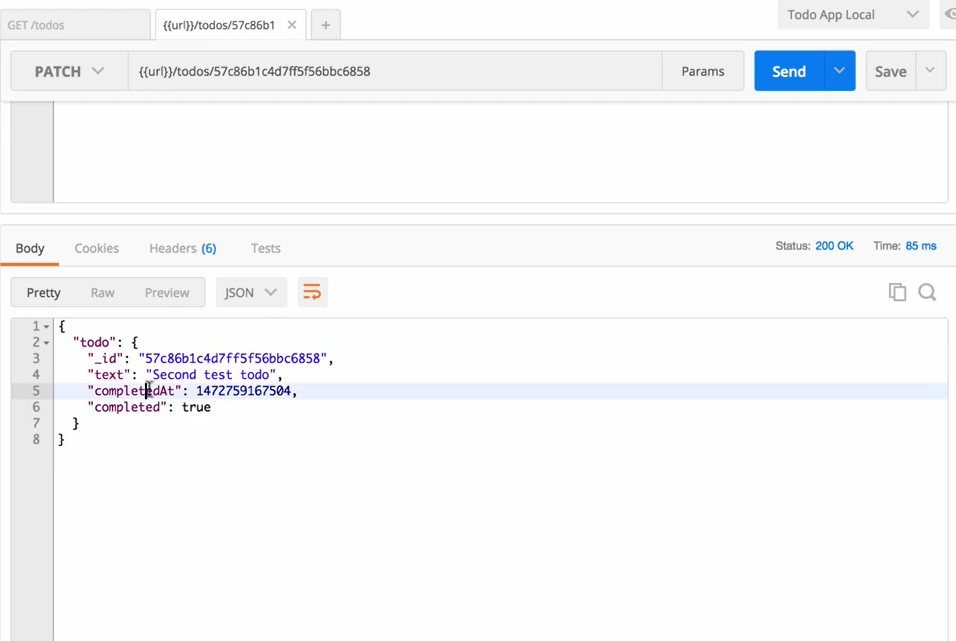 GET /todos
{{url}}/todos/57c86b1
Todo App Local
PATCH
{{url}}/todos/57c86b1c4d7ff5f56bbc6858
Params
Send
Save
Body
Cookies
Headers (6)
Tests
Status: 200 OK
Time: 85 ms
Pretty
Raw
Preview
JSON
1 {
2 "todo": {
3 "_id": "57c86b1c4d7ff5f56bbc6858",
4 "text": "Second test todo",
5 "completedAt": 1472759167504,
6 "completed": true
7 }
8 }